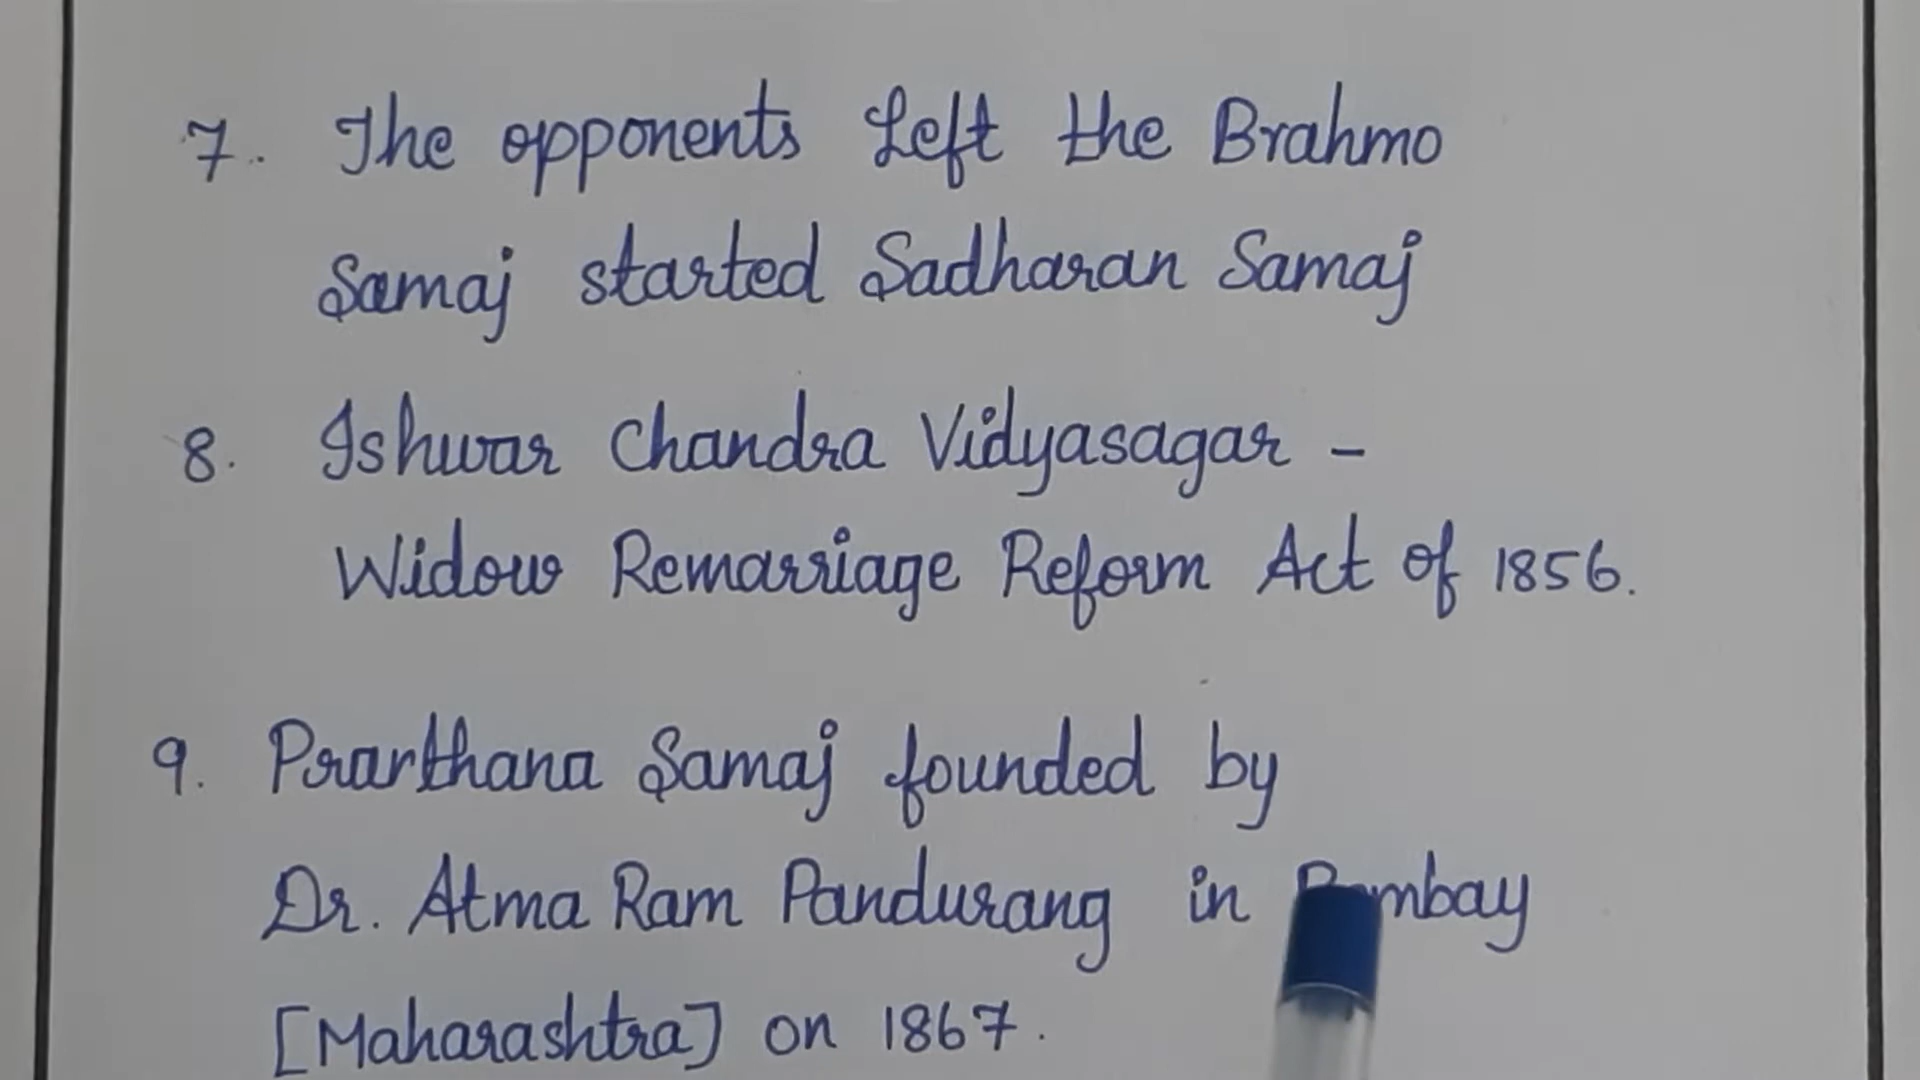 7. The opponents Left the Brahmo
Samaj started Sadharan Samaj
8. Ishwar Chandra Vidyasagar -
Widow Remarriage Reform Act of 1856.
9. Prarthana Samaj founded by
Dr. Atma Ram Pandurang in Bombay
[Maharashtra] on 1867.